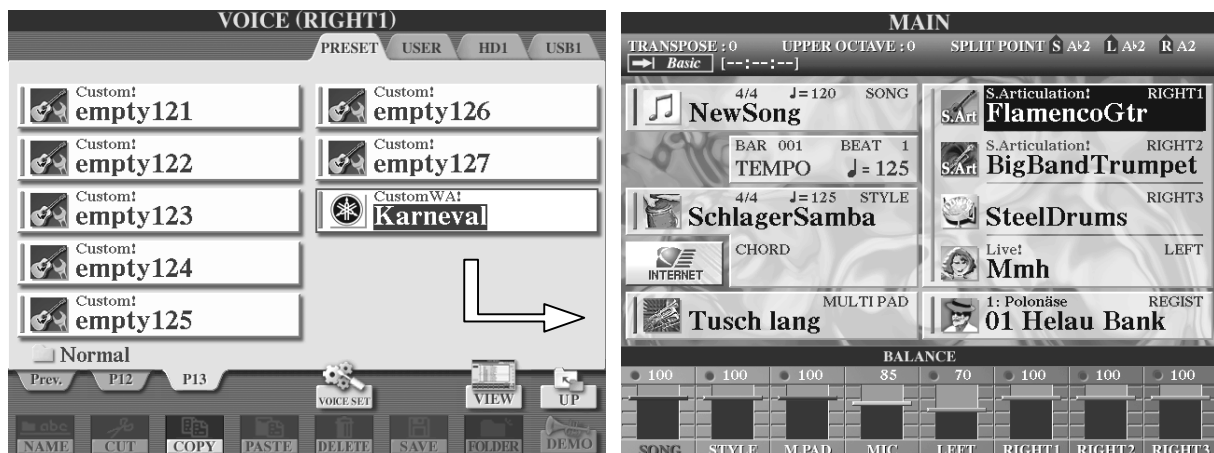 VOICE (RIGHT1)
PRESET USER HD1 USB1
Custom!
empty121
Custom!
empty122
Custom!
empty123
Custom!
empty124
Custom!
empty125
Custom!
empty126
Custom!
empty127
CustomWA!
Karneval
Normal
Prev. P12 P13
VOICE SET VIEW UP
abc
NAME CUT COPY PASTE DELETE SAVE FOLDER DEMO
MAIN
TRANSPOSE : 0 UPPER OCTAVE : 0 SPLIT POINT S A♭2 L A♭2 R A2
Basic [--:--:--]
4/4 ♩=120 SONG
NewSong
BAR 001 BEAT 1
TEMPO ♩= 125
4/4 ♩=125 STYLE
SchlagerSamba
INTERNET
CHORD
MULTI PAD
Tusch lang
S.Articulation! RIGHT1
S.Art FlamencoGtr
S.Articulation! RIGHT2
S.Art BigBandTrumpet
RIGHT3
SteelDrums
Live! LEFT
Mmh
1: Polonäse REGIST
01 Helau Bank
BALANCE
100 100 100 85 70 100 100 100
SONG STYLE M.PAD MIC LEFT RIGHT1 RIGHT2 RIGHT3